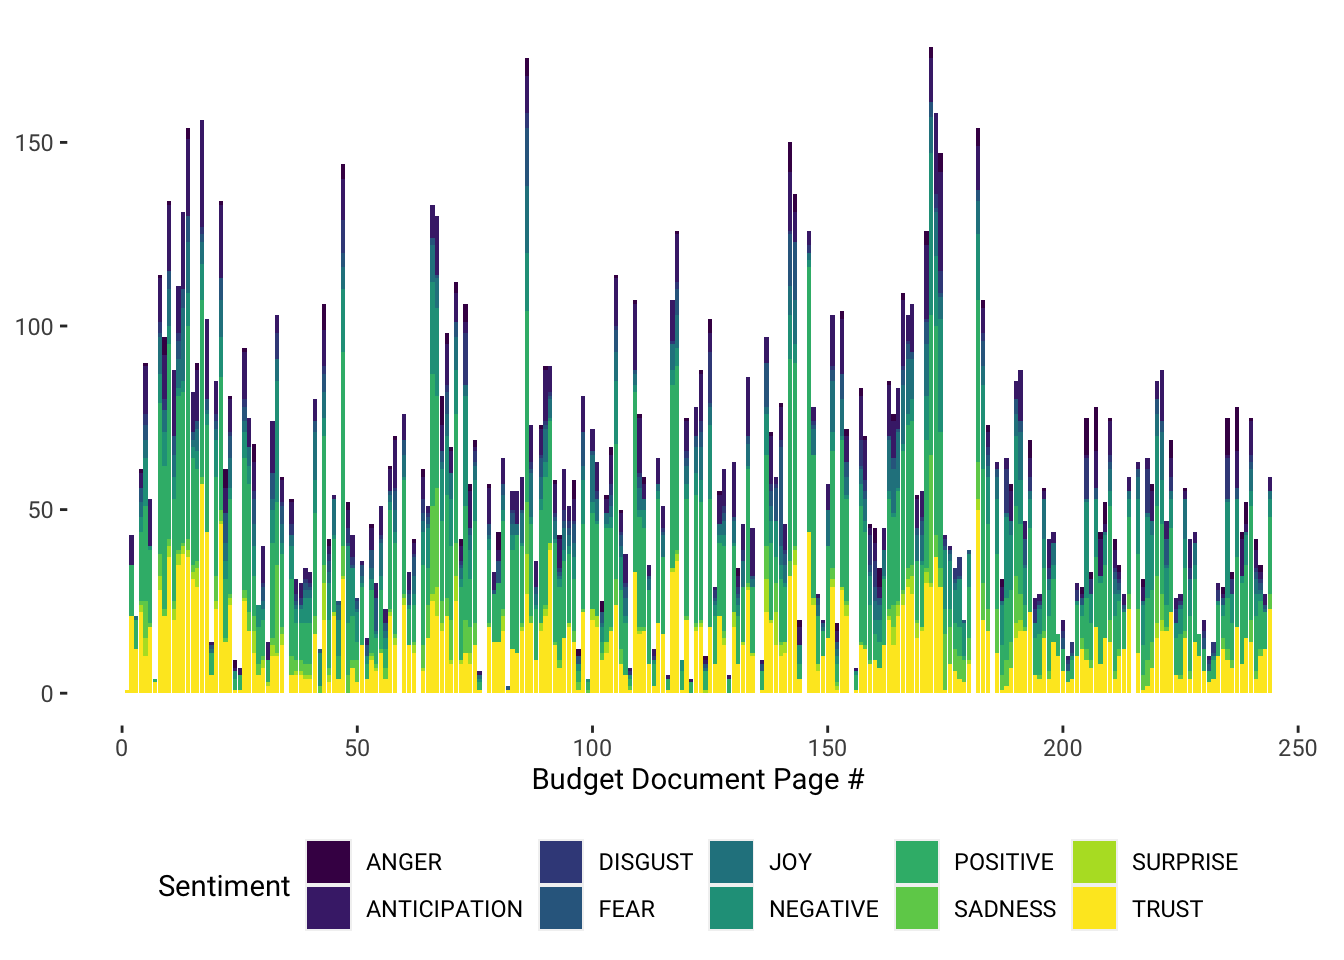 150
100
50
0
0 50 100 150 200 250
Budget Document Page #
Sentiment
ANGER DISGUST JOY POSITIVE SURPRISE
ANTICIPATION FEAR NEGATIVE SADNESS TRUST